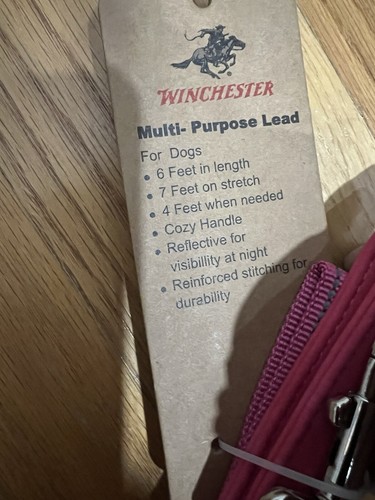 WINCHESTER
Multi- Purpose Lead
For Dogs
• 6 Feet in length
• 7 Feet on stretch
• 4 Feet when needed
• Cozy Handle
• Reflective for
visibility at night
• Reinforced stitching for
durability